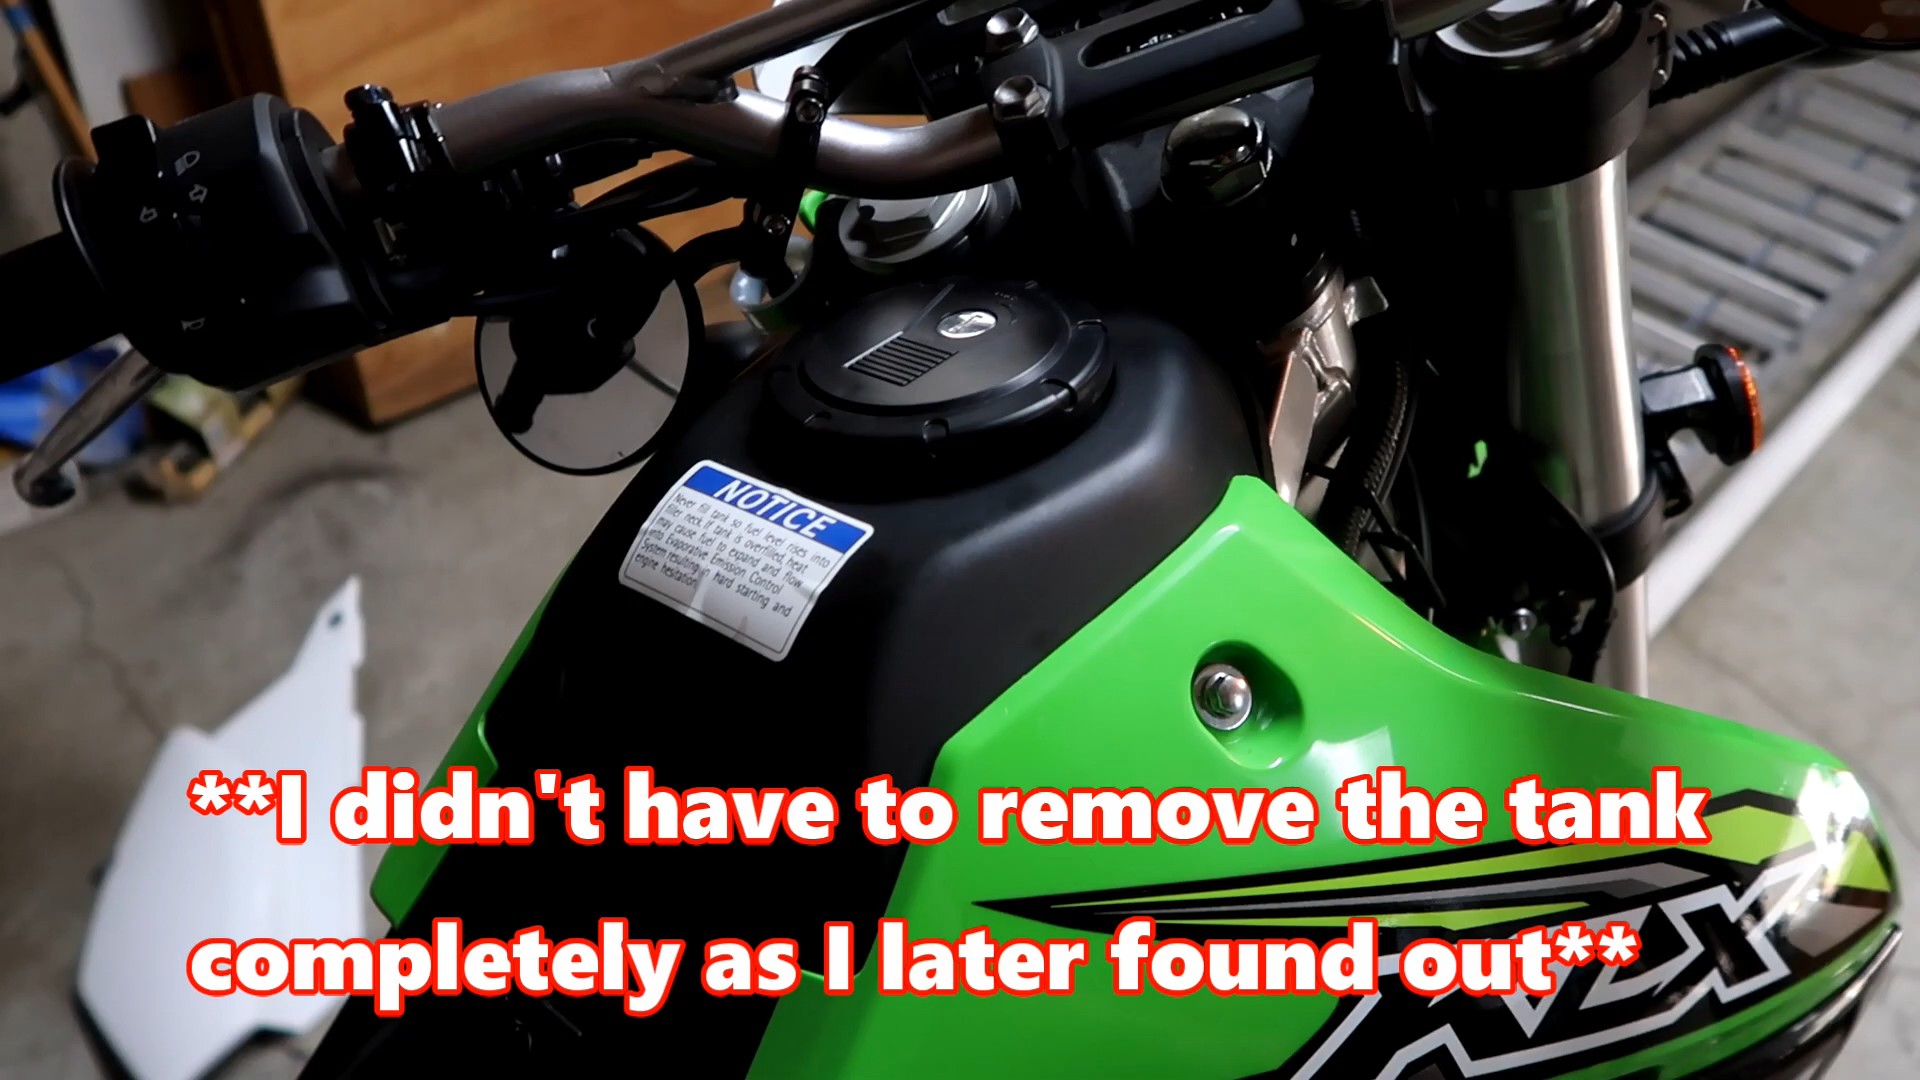 NOTICE
Never fill tank so fuel level rises into
filler neck. If tank is overfilled, heat
may cause fuel to expand and flow
into Evaporative Emission Control
System resulting in hard starting and
engine hesitation.
**I didn't have to remove the tank
completely as I later found out**